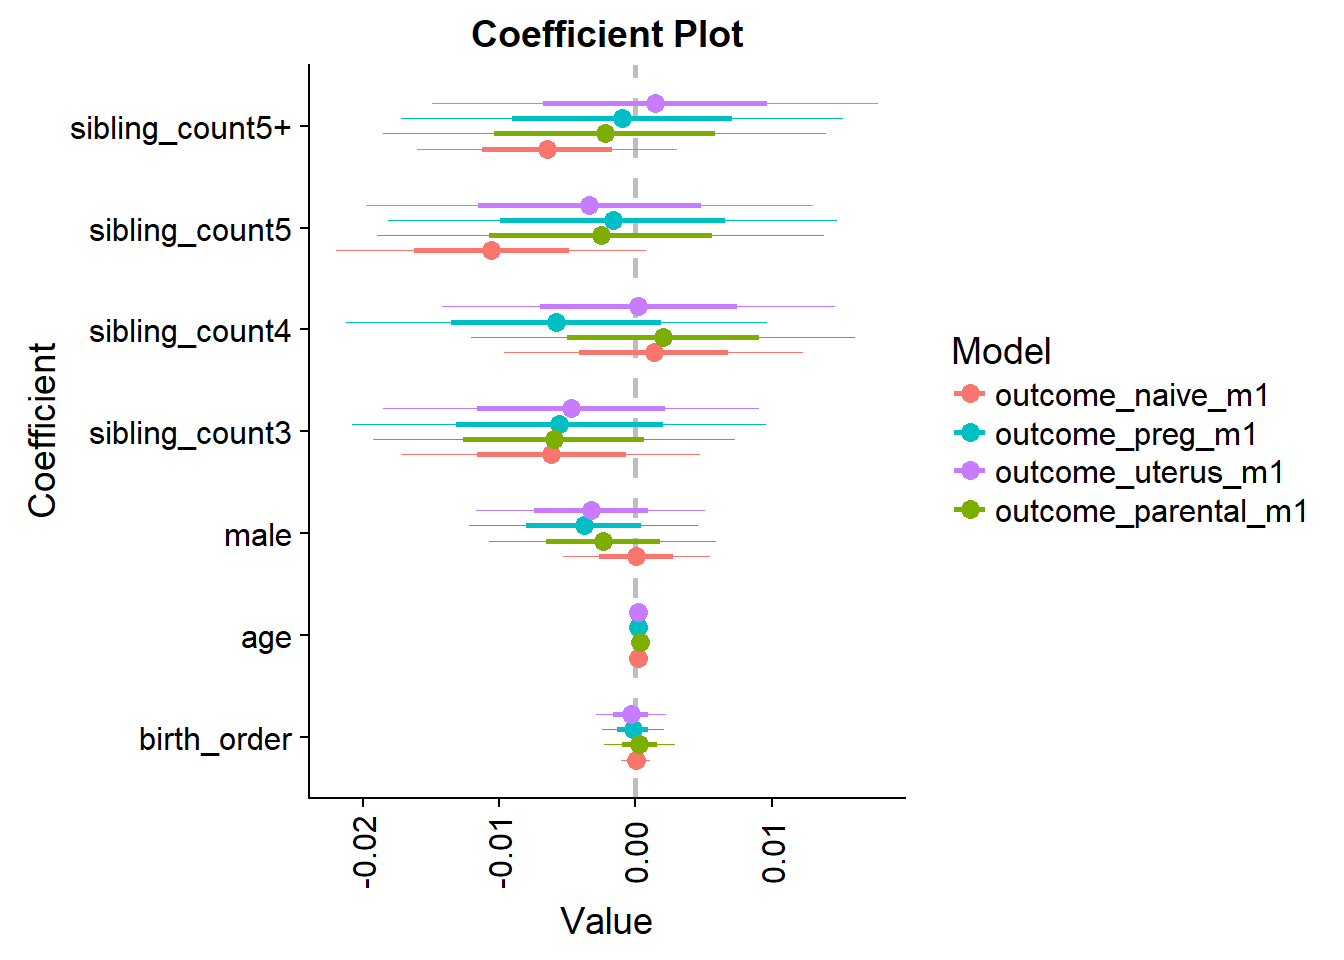 Coefficient Plot
sibling_count5+
sibling_count5
sibling_count4
sibling_count3
male
age
birth_order
Coefficient
-0.02
-0.01
0.00
0.01
Value
Model
outcome_naive_m1
outcome_preg_m1
outcome_uterus_m1
outcome_parental_m1